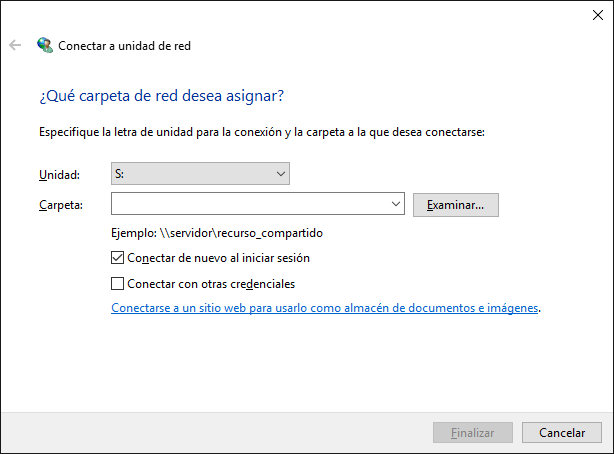 Conectar a unidad de red
¿Qué carpeta de red desea asignar?
Especifique la letra de unidad para la conexión y la carpeta a la que desea conectarse:
Unidad: S:
Carpeta: Examinar...
Ejemplo: \\servidor\recurso_compartido
Conectar de nuevo al iniciar sesión
Conectar con otras credenciales
Conectarse a un sitio web para usarlo como almacén de documentos e imágenes.
Finalizar Cancelar